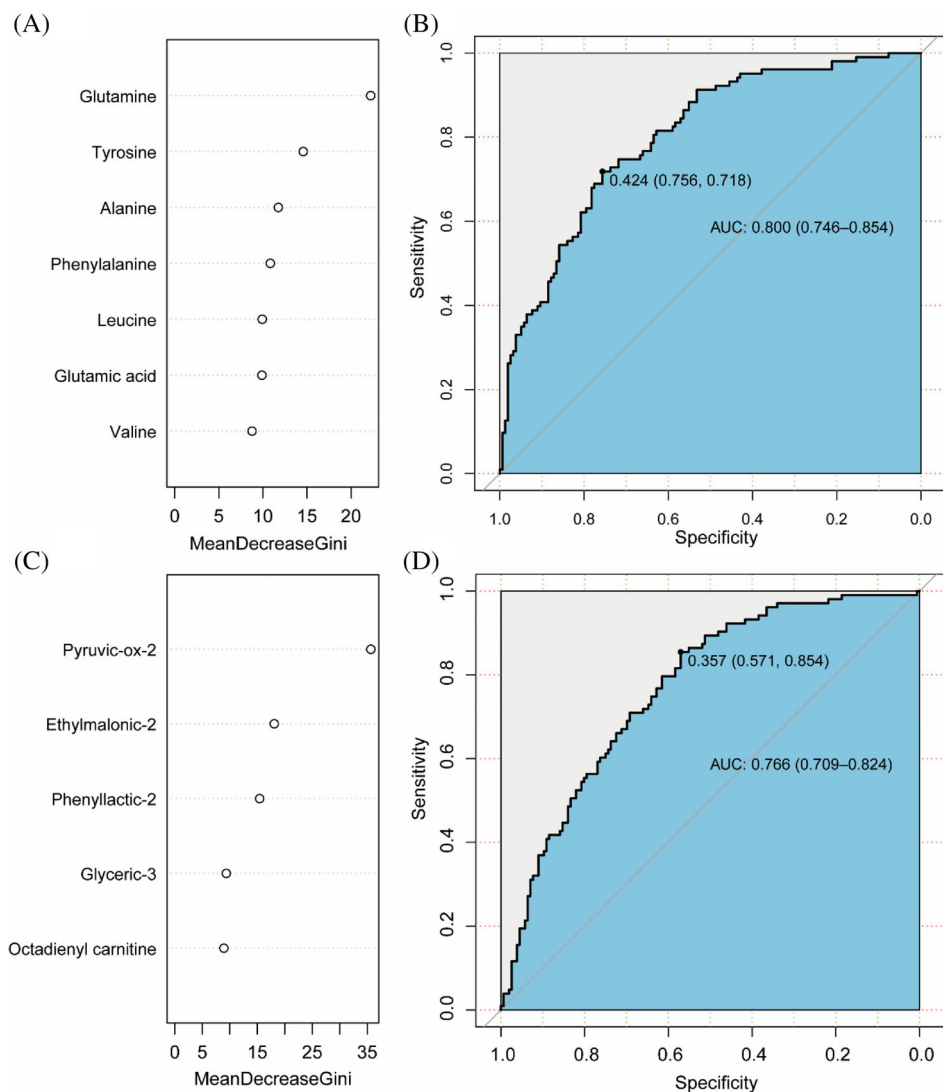 (A)
Glutamine
Tyrosine
Alanine
Phenylalanine
Leucine
Glutamic acid
Valine
0 5 10 15 20
MeanDecreaseGini
(B)
Sensitivity
1.0
0.8
0.6
0.4
0.2
0.0
0.424 (0.756, 0.718)
AUC: 0.800 (0.746–0.854)
1.0 0.8 0.6 0.4 0.2 0.0
Specificity
(C)
Pyruvic-ox-2
Ethylmalonic-2
Phenyllactic-2
Glyceric-3
Octadienyl carnitine
0 5 15 25 35
MeanDecreaseGini
(D)
Sensitivity
1.0
0.8
0.6
0.4
0.2
0.0
0.357 (0.571, 0.854)
AUC: 0.766 (0.709–0.824)
1.0 0.8 0.6 0.4 0.2 0.0
Specificity